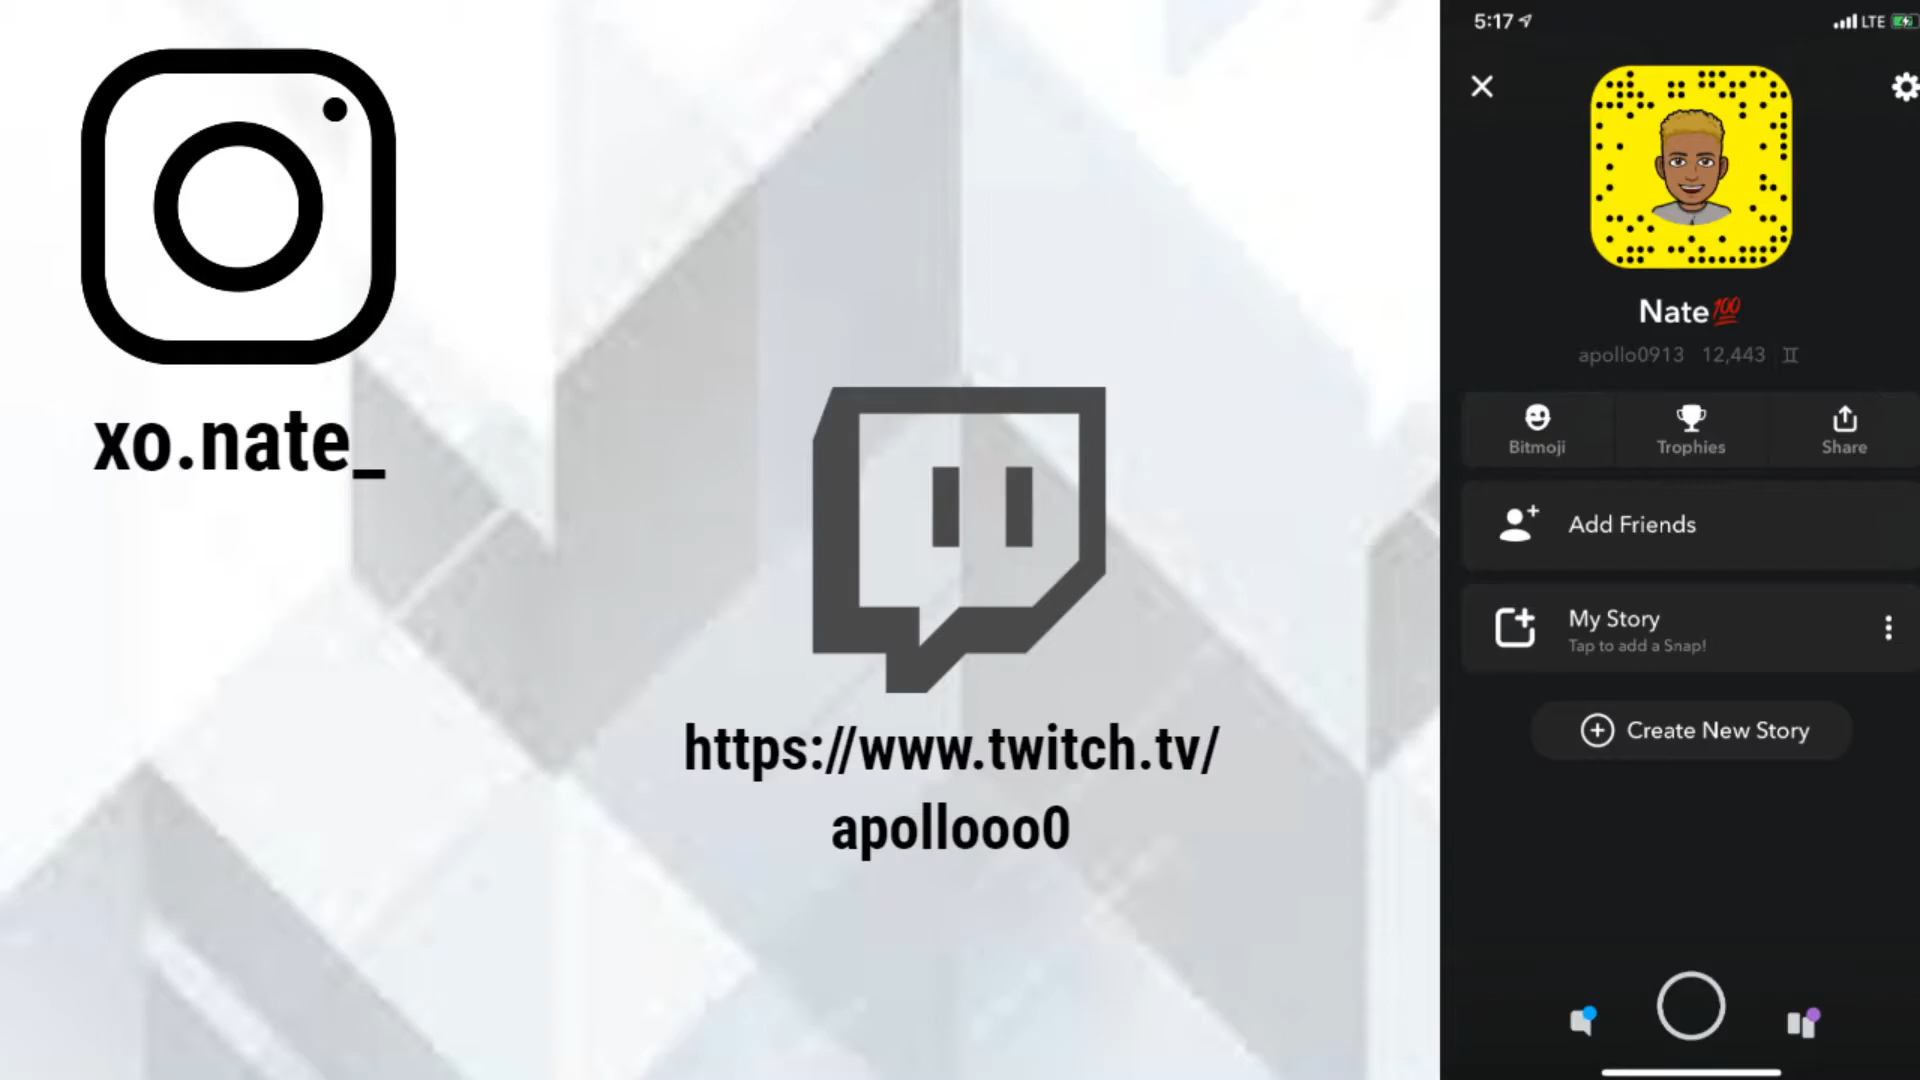 xo.nate_
https://www.twitch.tv/
apollooo0
5:17
LTE
Nate💯
apollo0913 12,443 ♊
Bitmoji
Trophies
Share
Add Friends
My Story
Tap to add a Snap!
Create New Story